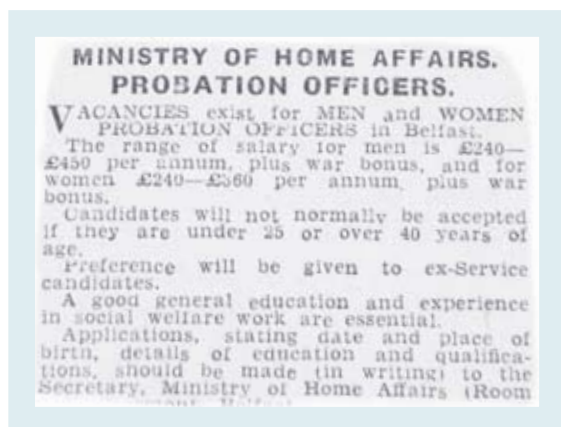 MINISTRY OF HOME AFFAIRS.
PROBATION OFFICERS.
VACANCIES exist for MEN and WOMEN
PROBATION OFFICERS in Belfast.
The range of salary for men is £240—
£450 per annum, plus war bonus, and for
women £240—£360 per annum, plus war
bonus.
Candidates will not normally be accepted
if they are under 25 or over 40 years of
age.
Preference will be given to ex-Service
candidates.
A good general education and experience
in social welfare work are essential.
Applications, stating date and place of
birth, details of education and qualifica-
tions, should be made (in writing) to the
Secretary, Ministry of Home Affairs (Room